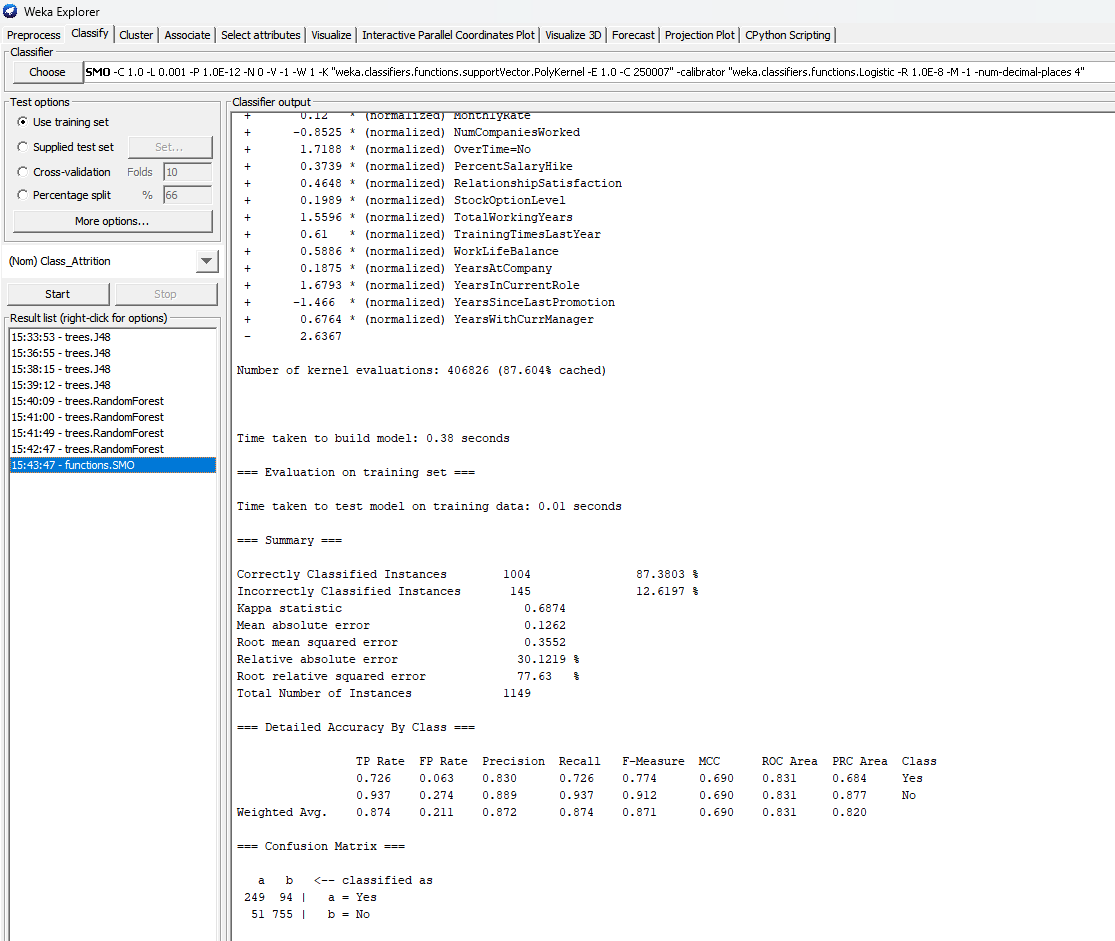 Weka Explorer
Preprocess Classify Cluster Associate Select attributes Visualize Interactive Parallel Coordinates Plot Visualize 3D Forecast Projection Plot CPython Scripting
Classifier
Choose SMO -C 1.0 -L 0.001 -P 1.0E-12 -N 0 -V -1 -W 1 -K "weka.classifiers.functions.supportVector.PolyKernel -E 1.0 -C 250007" -calibrator "weka.classifiers.functions.Logistic -R 1.0E-8 -M -1 -num-decimal-places 4"
Test options
Use training set
Supplied test set Set...
Cross-validation Folds 10
Percentage split % 66
More options...
(Nom) Class_Attrition
Start Stop
Result list (right-click for options)
15:33:53 - trees.J48
15:36:55 - trees.J48
15:38:15 - trees.J48
15:39:12 - trees.J48
15:40:09 - trees.RandomForest
15:41:00 - trees.RandomForest
15:41:49 - trees.RandomForest
15:42:47 - trees.RandomForest
15:43:47 - functions.SMO
Classifier output
+ 0.12 * (normalized) MonthlyRate
+ -0.8525 * (normalized) NumCompaniesWorked
+ 1.7188 * (normalized) OverTime=No
+ 0.3739 * (normalized) PercentSalaryHike
+ 0.4648 * (normalized) RelationshipSatisfaction
+ 0.1989 * (normalized) StockOptionLevel
+ 1.5596 * (normalized) TotalWorkingYears
+ 0.61 * (normalized) TrainingTimesLastYear
+ 0.5886 * (normalized) WorkLifeBalance
+ 0.1875 * (normalized) YearsAtCompany
+ 1.6793 * (normalized) YearsInCurrentRole
+ -1.466 * (normalized) YearsSinceLastPromotion
+ 0.6764 * (normalized) YearsWithCurrManager
- 2.6367
Number of kernel evaluations: 406826 (87.604% cached)
Time taken to build model: 0.38 seconds
=== Evaluation on training set ===
Time taken to test model on training data: 0.01 seconds
=== Summary ===
Correctly Classified Instances 1004 87.3803 %
Incorrectly Classified Instances 145 12.6197 %
Kappa statistic 0.6874
Mean absolute error 0.1262
Root mean squared error 0.3552
Relative absolute error 30.1219 %
Root relative squared error 77.63 %
Total Number of Instances 1149
=== Detailed Accuracy By Class ===
TP Rate FP Rate Precision Recall F-Measure MCC ROC Area PRC Area Class
0.726 0.063 0.830 0.726 0.774 0.690 0.831 0.684 Yes
0.937 0.274 0.889 0.937 0.912 0.690 0.831 0.877 No
Weighted Avg. 0.874 0.211 0.872 0.874 0.871 0.690 0.831 0.820
=== Confusion Matrix ===
a b <-- classified as
249 94 | a = Yes
51 755 | b = No